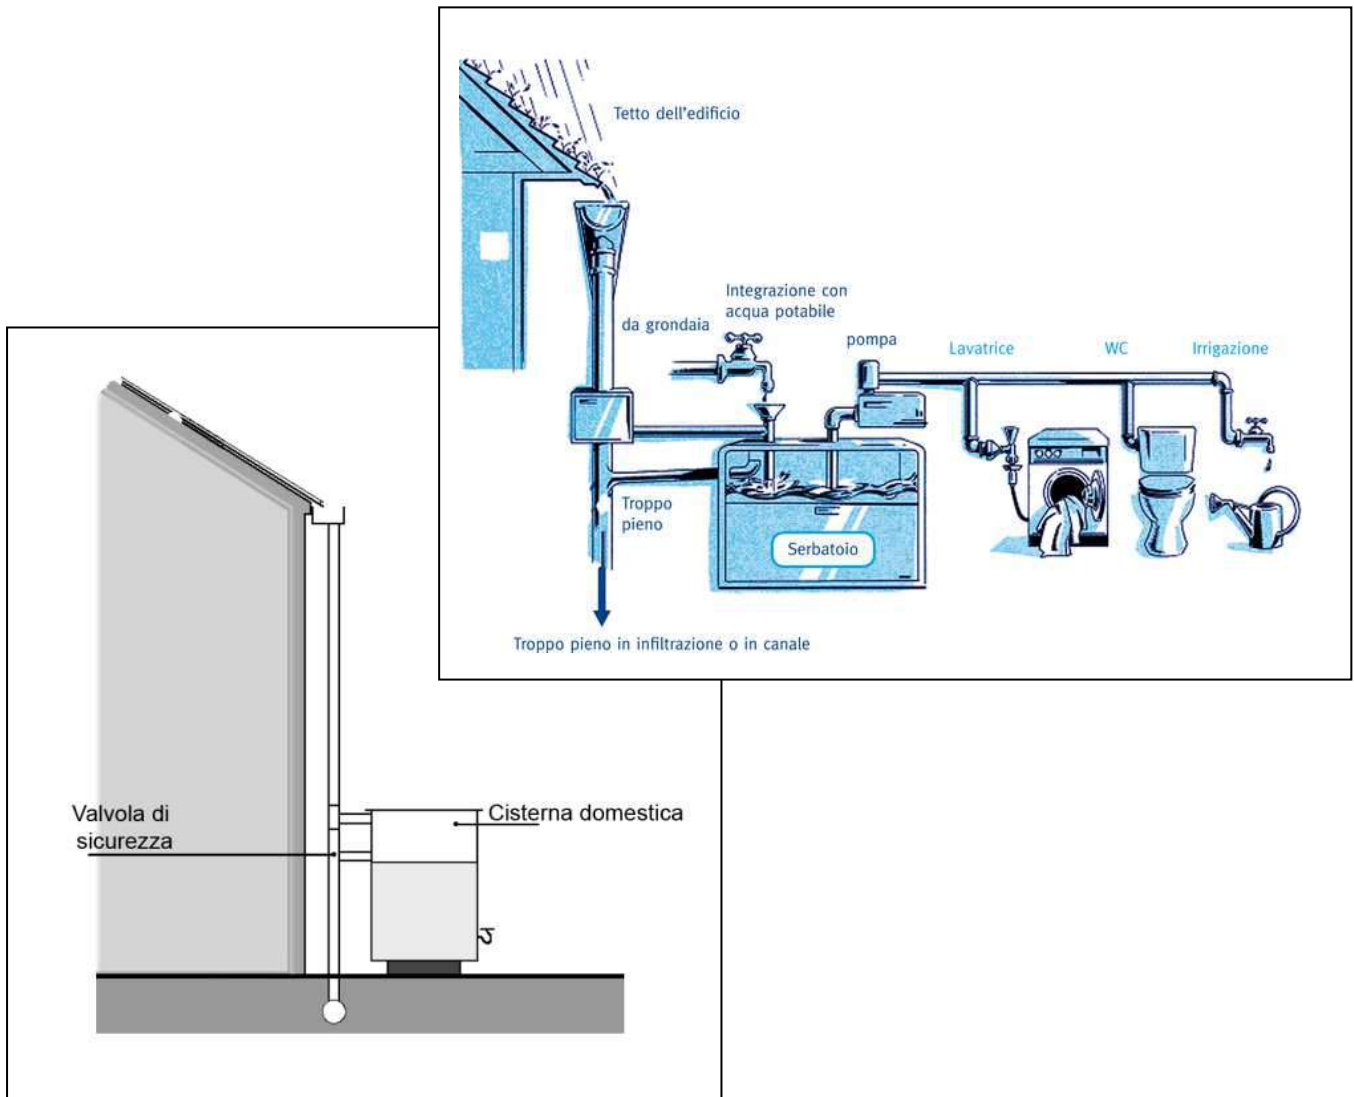 Tetto dell'edificio
Integrazione con
acqua potabile
da grondaia
pompa
Lavatrice
WC
Irrigazione
Troppo
pieno
Serbatoio
Troppo pieno in infiltrazione o in canale
Valvola di
sicurezza
Cisterna domestica